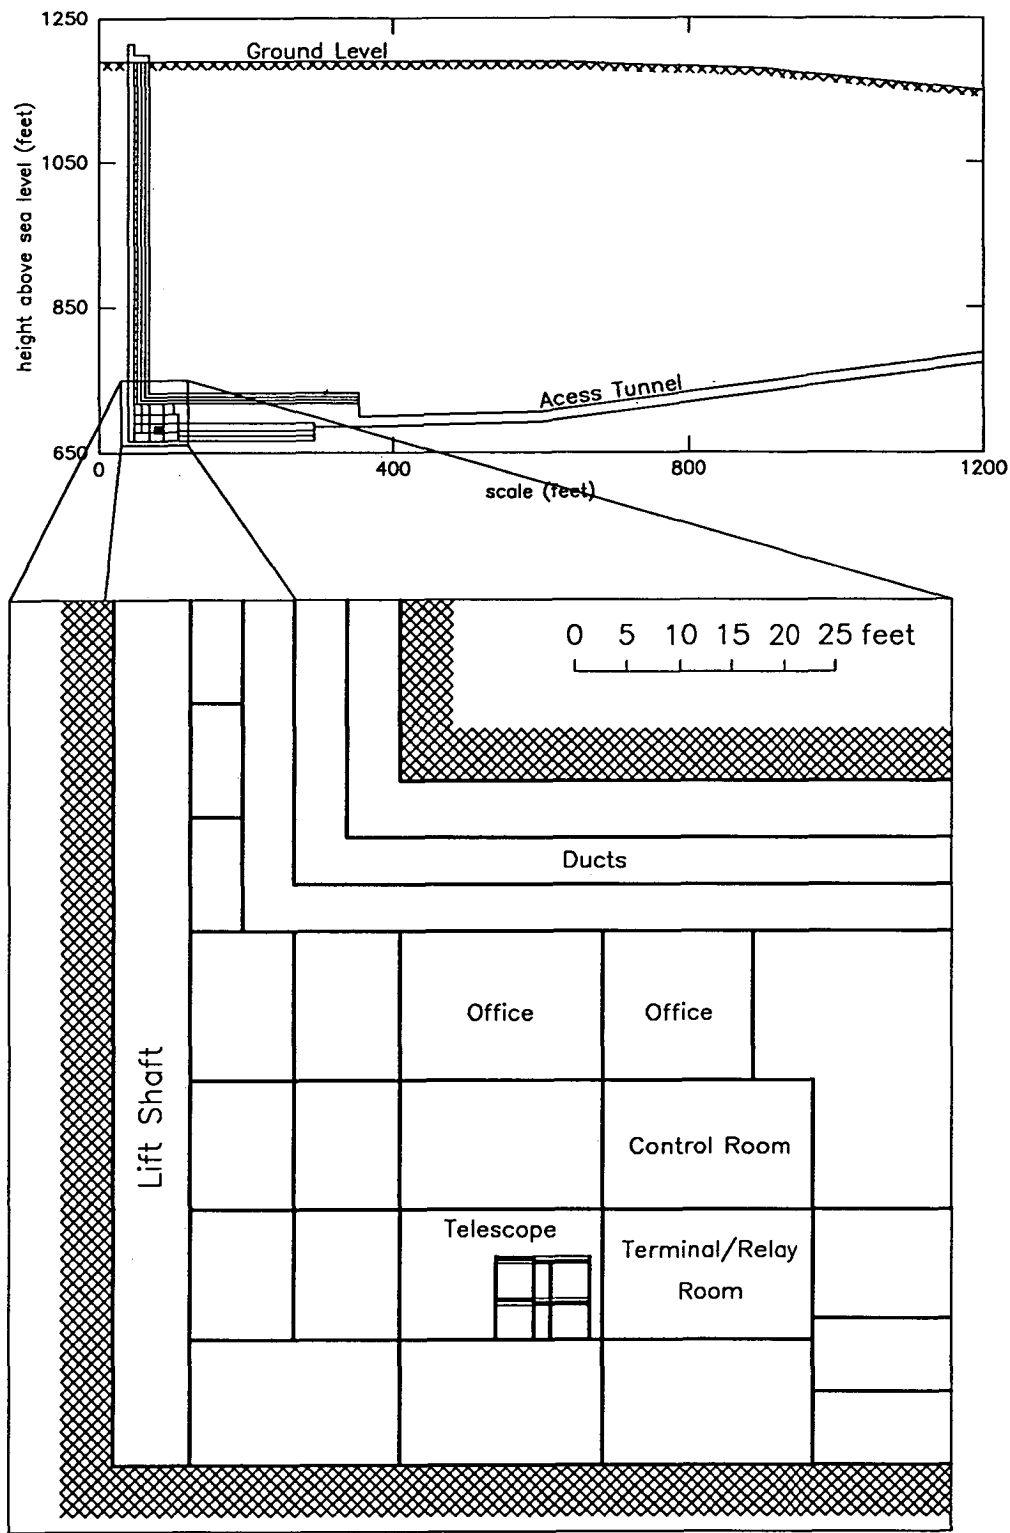 1250
Ground Level
1050
height above sea level (feet)
850
Acess Tunnel
650
0 400 800 1200
scale (feet)
0 5 10 15 20 25 feet
Ducts
Office Office
Lift Shaft
Control Room
Telescope
Terminal/Relay
Room